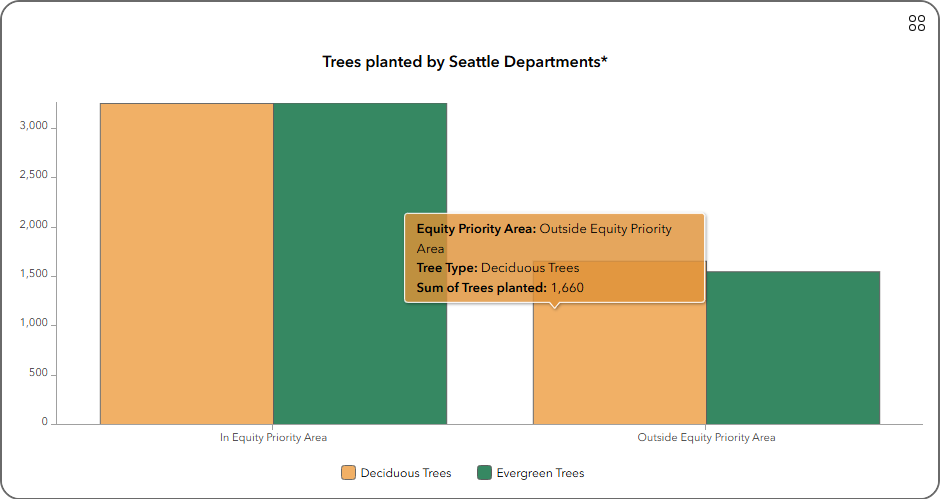 Trees planted by Seattle Departments*
3,000
2,500
2,000
1,500
1,000
500
0
Equity Priority Area: Outside Equity Priority
Area
Tree Type: Deciduous Trees
Sum of Trees planted: 1,660
In Equity Priority Area
Outside Equity Priority Area
Deciduous Trees
Evergreen Trees